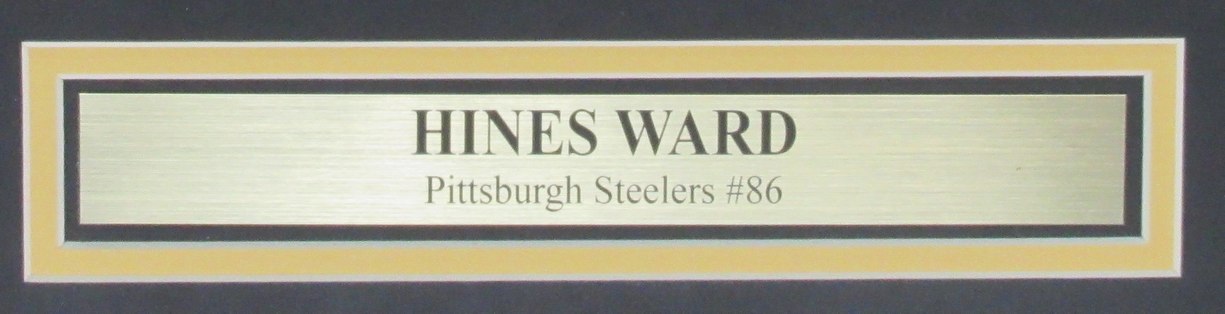 HINES WARD
Pittsburgh Steelers #86